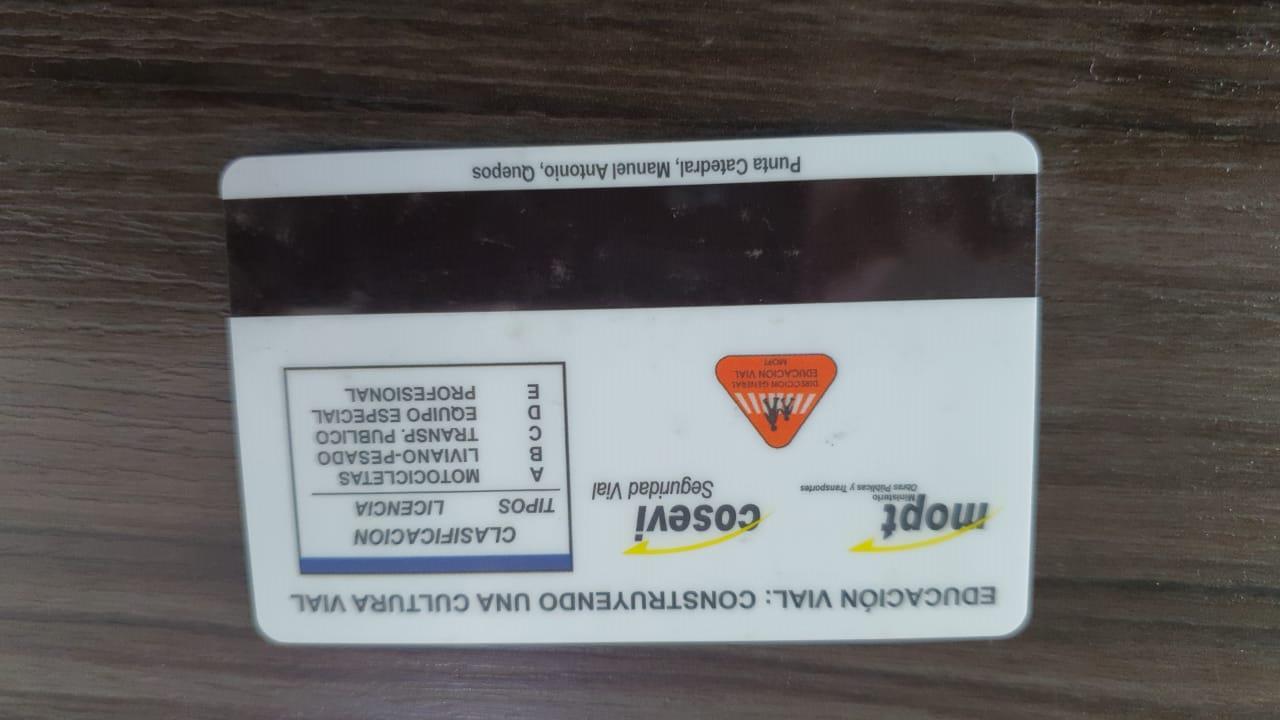 EDUCACIÓN VIAL: CONSTRUYENDO UNA CULTURA VIAL
mopt
Ministerio
Obras Públicas y Transportes
cosevi
Seguridad Vial
CLASIFICACION
TIPOS LICENCIA
A MOTOCICLETAS
B LIVIANO-PESADO
C TRANSP. PUBLICO
D EQUIPO ESPECIAL
E PROFESIONAL
DIRECCION GENERAL
EDUCACION VIAL
MOPT
Punta Catedral, Manuel Antonio, Quepos